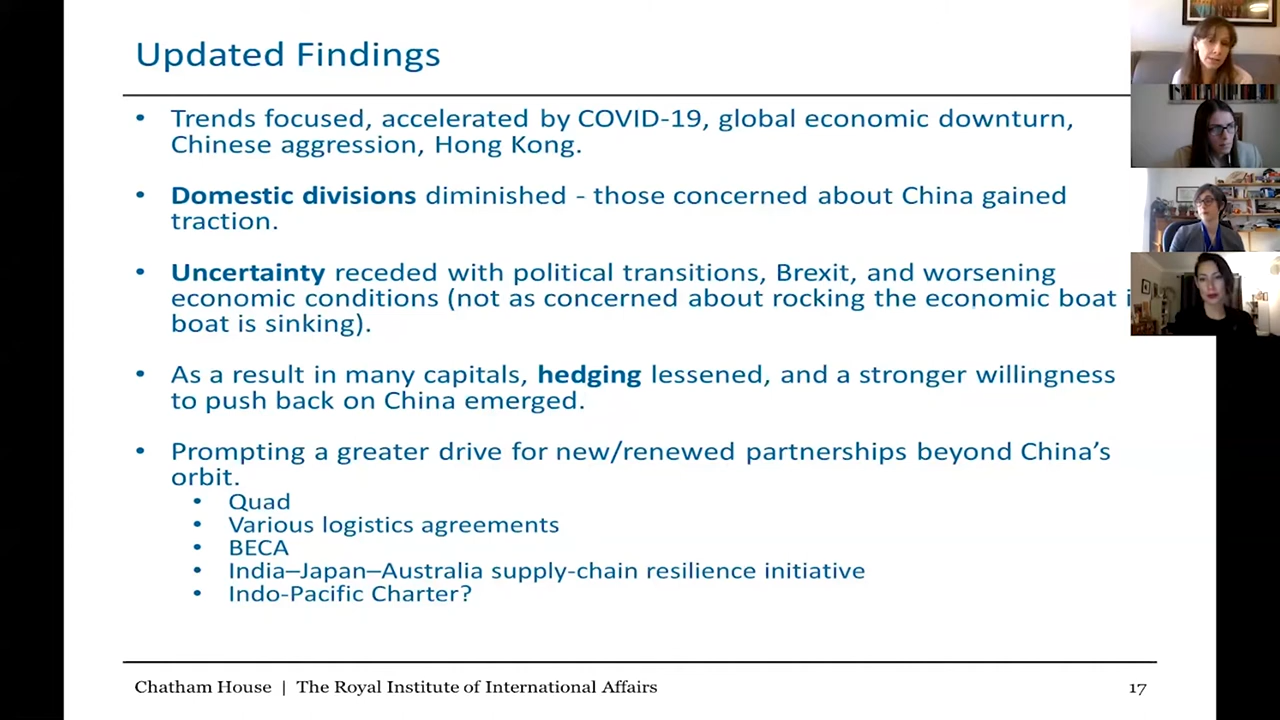 Updated Findings
• Trends focused, accelerated by COVID-19, global economic downturn,
Chinese aggression, Hong Kong.
• Domestic divisions diminished - those concerned about China gained
traction.
• Uncertainty receded with political transitions, Brexit, and worsening
economic conditions (not as concerned about rocking the economic boat
boat is sinking).
• As a result in many capitals, hedging lessened, and a stronger willingness
to push back on China emerged.
• Prompting a greater drive for new/renewed partnerships beyond China’s
orbit.
• Quad
• Various logistics agreements
• BECA
• India–Japan–Australia supply-chain resilience initiative
• Indo-Pacific Charter?
Chatham House | The Royal Institute of International Affairs
17